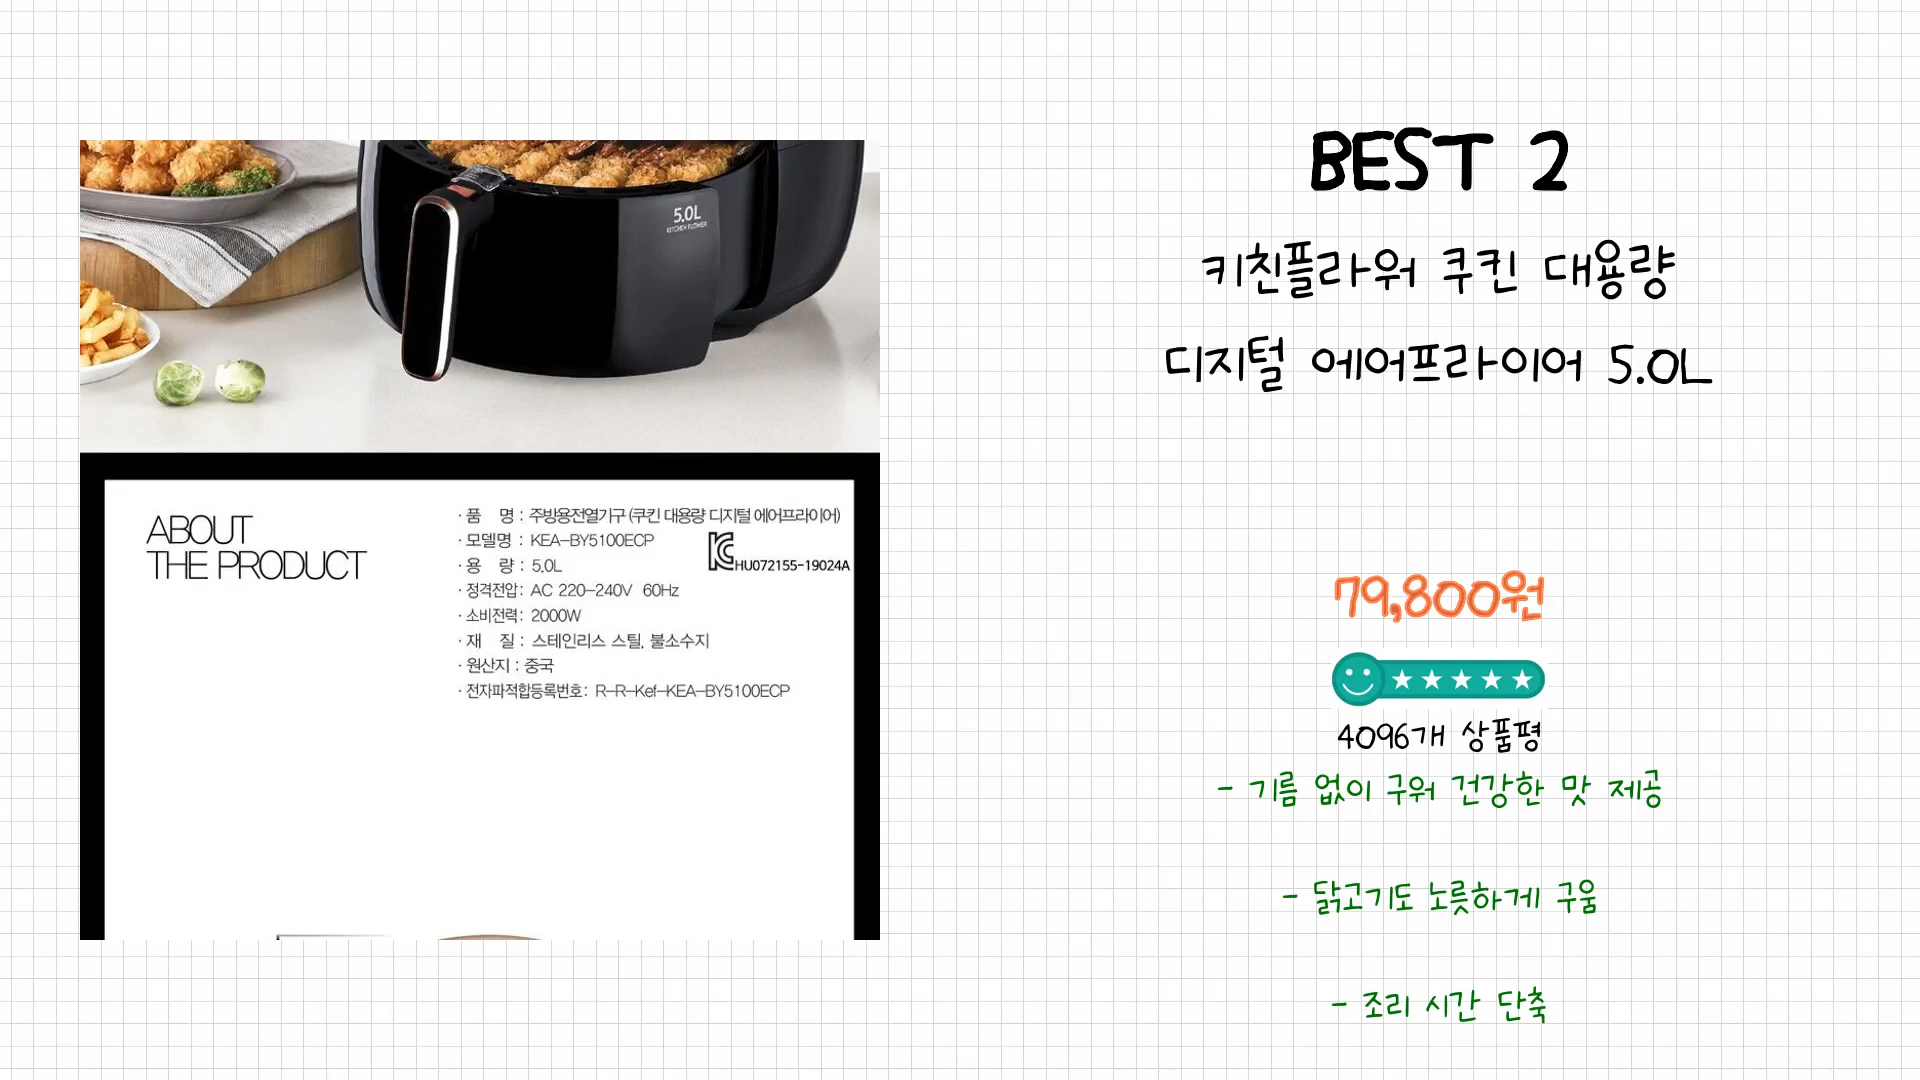 5.0L
KITCHEN FLOWER
ABOUT
THE PRODUCT
· 품 명 : 주방용전열기구 (쿠킨 대용량 디지털 에어프라이어)
· 모델명 : KEA-BY5100ECP
HU072155-19024A
· 용 량 : 5.0L
· 정격전압: AC 220-240V 60Hz
· 소비전력: 2000W
· 재 질 : 스테인리스 스틸, 불소수지
· 원산지 : 중국
· 전자파적합등록번호: R-R-Kef-KEA-BY5100ECP
BEST 2
키친플라워 쿠킨 대용량
디지털 에어프라이어 5.0L
79,800원
4096개 상품평
- 기름 없이 구워 건강한 맛 제공
- 닭고기도 노릇하게 구움
- 조리 시간 단축